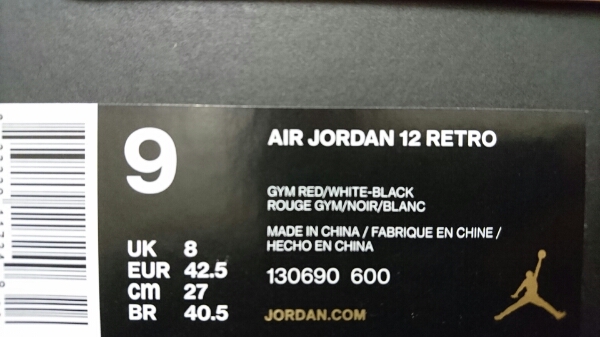 9
AIR JORDAN 12 RETRO
GYM RED/WHITE-BLACK
ROUGE GYM/NOIR/BLANC
MADE IN CHINA / FABRIQUE EN CHINE /
HECHO EN CHINA
UK 8
EUR 42.5
cm 27
BR 40.5
130690 600
JORDAN.COM